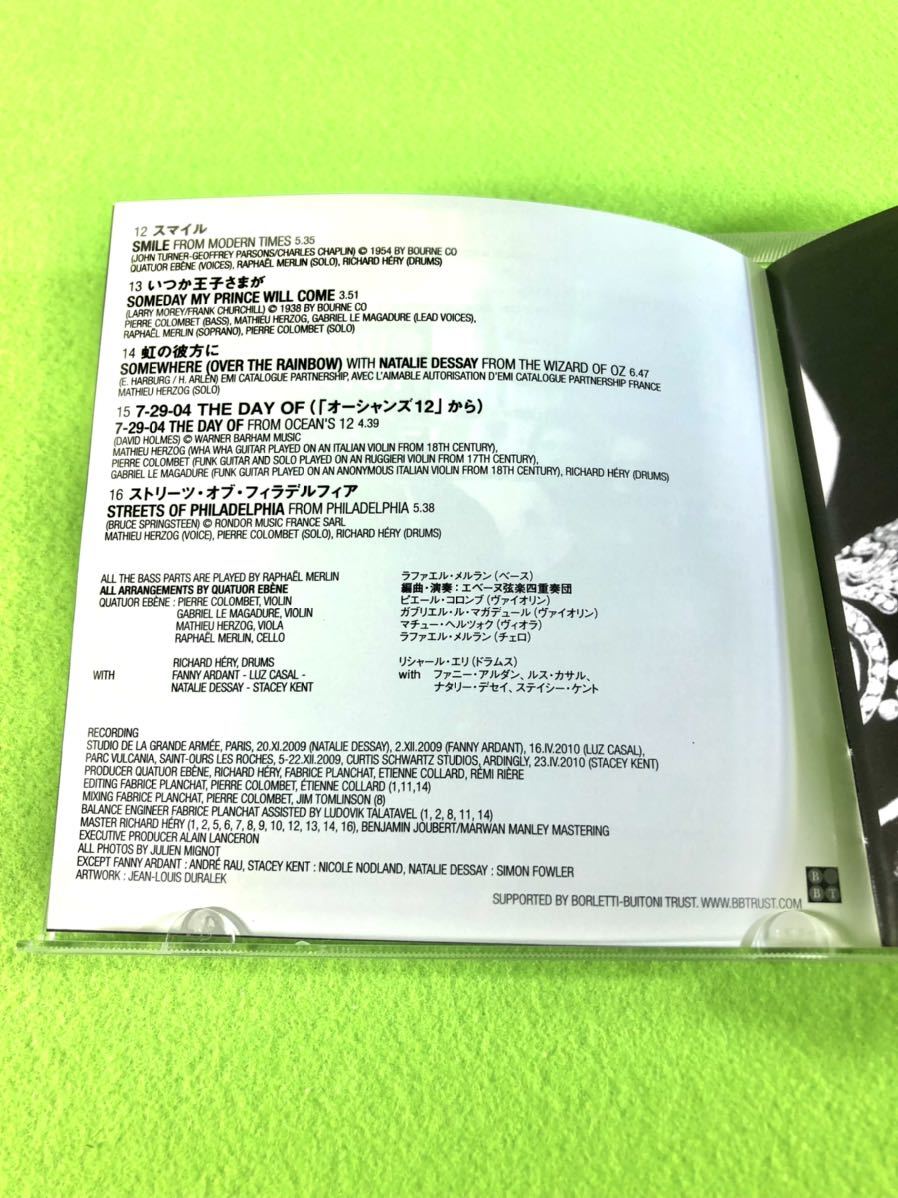 12 スマイル
SMILE FROM MODERN TIMES 5.35
(JOHN TURNER-GEOFFREY PARSONS/CHARLES CHAPLIN) © 1954 BY BOURNE CO
QUATUOR EBÈNE (VOICES), RAPHAËL MERLIN (SOLO), RICHARD HÉRY (DRUMS)
13 いつか王子さまが
SOMEDAY MY PRINCE WILL COME 3.51
(LARRY MOREY/FRANK CHURCHILL) © 1938 BY BOURNE CO
PIERRE COLOMBET (BASS), MATHIEU HERZOG, GABRIEL LE MAGADURE (LEAD VOICES),
RAPHAËL MERLIN (SOPRANO), PIERRE COLOMBET (SOLO)
14 虹の彼方に
SOMEWHERE (OVER THE RAINBOW) WITH NATALIE DESSAY FROM THE WIZARD OF OZ 6.47
(E. HARBURG / H. ARLEN) EMI CATALOGUE PARTNERSHIP, AVEC L'AIMABLE AUTORISATION D'EMI CATALOGUE PARTNERSHIP FRANCE
MATHIEU HERZOG (SOLO)
15 7-29-04 THE DAY OF (「オーシャンズ12」から)
7-29-04 THE DAY OF FROM OCEAN'S 12 4.39
(DAVID HOLMES) © WARNER BARHAM MUSIC
MATHIEU HERZOG (WHA WHA GUITAR PLAYED ON AN ITALIAN VIOLIN FROM 18TH CENTURY),
PIERRE COLOMBET (FUNK GUITAR AND SOLO PLAYED ON AN RUGGIERI VIOLIN FROM 17TH CENTURY),
GABRIEL LE MAGADURE (FUNK GUITAR PLAYED ON AN ANONYMOUS ITALIAN VIOLIN FROM 18TH CENTURY), RICHARD HÉRY (DRUMS)
16 ストリーツ・オブ・フィラデルフィア
STREETS OF PHILADELPHIA FROM PHILADELPHIA 5.38
(BRUCE SPRINGSTEEN) © RONDOR MUSIC FRANCE SARL
MATHIEU HERZOG (VOICE), PIERRE COLOMBET (SOLO), RICHARD HÉRY (DRUMS)
ALL THE BASS PARTS ARE PLAYED BY RAPHAËL MERLIN ラファエル・メルラン(ベース)
ALL ARRANGEMENTS BY QUATUOR EBÈNE 編曲・演奏:エベーヌ弦楽四重奏団
QUATUOR EBÈNE : PIERRE COLOMBET, VIOLIN ピエール・コロンブ(ヴァイオリン)
GABRIEL LE MAGADURE, VIOLIN ガブリエル・ル・マガデュール(ヴァイオリン)
MATHIEU HERZOG, VIOLA マチュー・ヘルツォク(ヴィオラ)
RAPHAËL MERLIN, CELLO ラファエル・メルラン(チェロ)
RICHARD HÉRY, DRUMS リシャール・エリ(ドラムス)
WITH FANNY ARDANT - LUZ CASAL - with ファニー・アルダン、ルス・カサル、
NATALIE DESSAY - STACEY KENT ナタリー・デセイ、ステイシー・ケント
RECORDING
STUDIO DE LA GRANDE ARMÉE, PARIS, 20.XI.2009 (NATALIE DESSAY), 2.XII.2009 (FANNY ARDANT), 16.IV.2010 (LUZ CASAL),
PARC VULCANIA, SAINT-OURS LES ROCHES, 5-22.XII.2009, CURTIS SCHWARTZ STUDIOS, ARDINGLY, 23.IV.2010 (STACEY KENT)
PRODUCER QUATUOR EBÈNE, RICHARD HÉRY, FABRICE PLANCHAT, ETIENNE COLLARD, RÉMI RIÈRE
EDITING FABRICE PLANCHAT, PIERRE COLOMBET, ÉTIENNE COLLARD (1,11,14)
MIXING FABRICE PLANCHAT, PIERRE COLOMBET, JIM TOMLINSON (8)
BALANCE ENGINEER FABRICE PLANCHAT ASSISTED BY LUDOVIK TALATAVEL (1, 2, 8, 11, 14)
MASTER RICHARD HÉRY (1, 2, 5, 6, 7, 8, 9, 10, 12, 13, 14, 16), BENJAMIN JOUBERT/MARWAN MANLEY MASTERING
EXECUTIVE PRODUCER ALAIN LANCERON
ALL PHOTOS BY JULIEN MIGNOT
EXCEPT FANNY ARDANT : ANDRÉ RAU, STACEY KENT : NICOLE NODLAND, NATALIE DESSAY : SIMON FOWLER
ARTWORK : JEAN-LOUIS DURALEK
SUPPORTED BY BORLETTI-BUITONI TRUST. WWW.BBTRUST.COM
B
B T